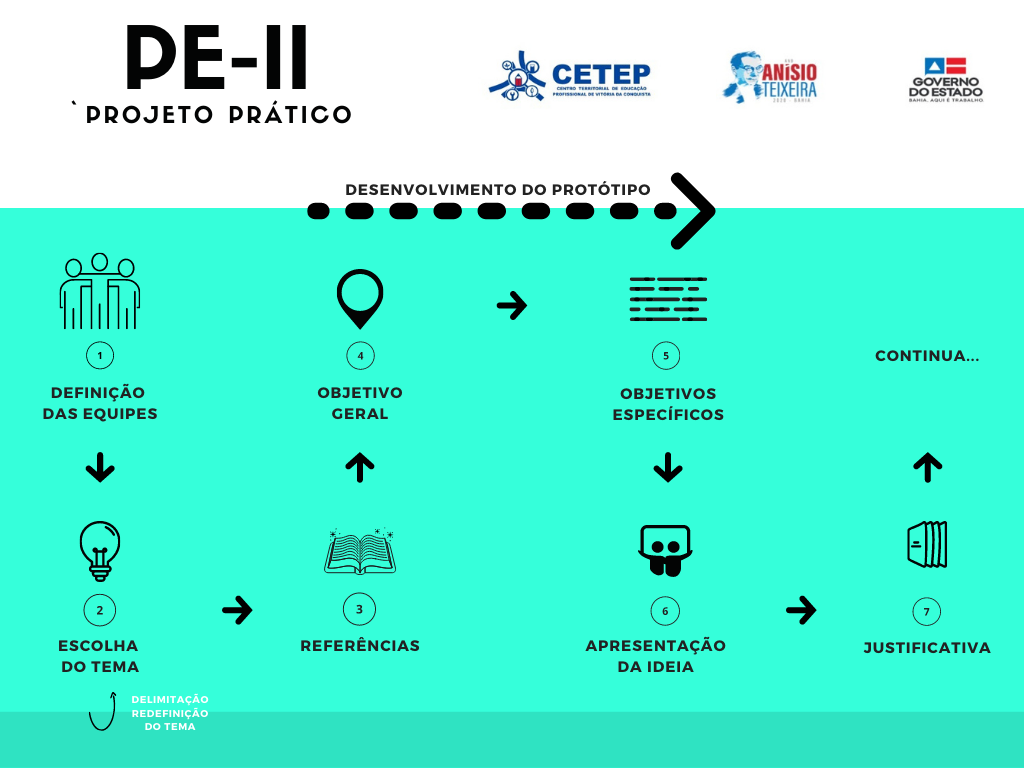 PE-II
` PROJETO PRÁTICO
CETEP
CENTRO TERRITORIAL DE EDUCAÇÃO
PROFISSIONAL DE VITÓRIA DA CONQUISTA
ANÍSIO
TEIXEIRA
GOVERNO
DO ESTADO
BAHIA. AQUI É TRABALHO.
DESENVOLVIMENTO DO PROTÓTIPO
1
DEFINIÇÃO
DAS EQUIPES
4
OBJETIVO
GERAL
5
OBJETIVOS
ESPECÍFICOS
CONTINUA...
2
ESCOLHA
DO TEMA
3
REFERÊNCIAS
6
APRESENTAÇÃO
DA IDEIA
7
JUSTIFICATIVA
DELIMITAÇÃO
REDEFINIÇÃO
DO TEMA